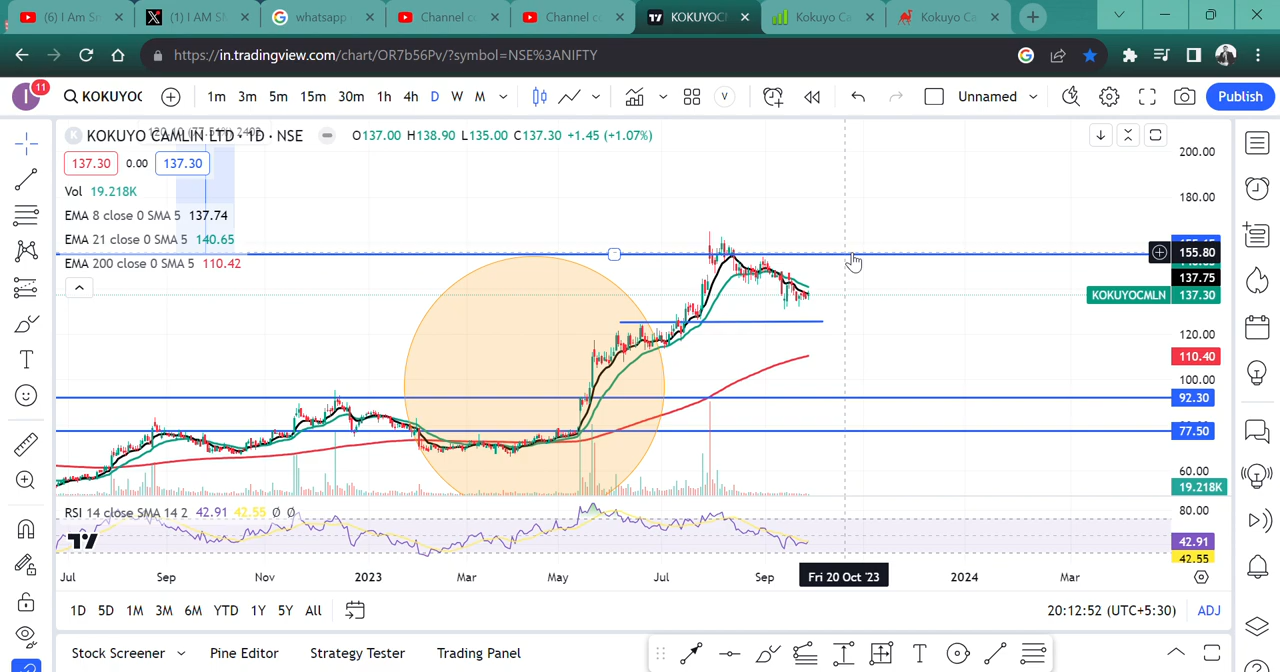 (6) I Am Sm
(1) I AM SM
whatsapp
Channel co
Channel co
KOKUYOC
Kokuyo Ca
Kokuyo Ca
https://in.tradingview.com/chart/OR7b56Pv/?symbol=NSE%3ANIFTY
I 11 KOKUYOC 1m 3m 5m 15m 30m 1h 4h D W M V Unnamed Publish
K KOKUYO CAMLIN LTD · 1D · NSE O137.00 H138.90 L135.00 C137.30 +1.45 (+1.07%)
137.30 0.00 137.30
Vol 19.218K
EMA 8 close 0 SMA 5 137.74
EMA 21 close 0 SMA 5 140.65
EMA 200 close 0 SMA 5 110.42
200.00
180.00
155.80
137.75
KOKUYOCMLN 137.30
120.00
110.40
100.00
92.30
77.50
60.00
19.218K
RSI 14 close SMA 14 2 42.91 42.55 Ø Ø
80.00
42.91
42.55
Jul Sep Nov 2023 Mar May Jul Sep Fri 20 Oct '23 2024 Mar
1D 5D 1M 3M 6M YTD 1Y 5Y All 20:12:52 (UTC+5:30) ADJ
Stock Screener Pine Editor Strategy Tester Trading Panel